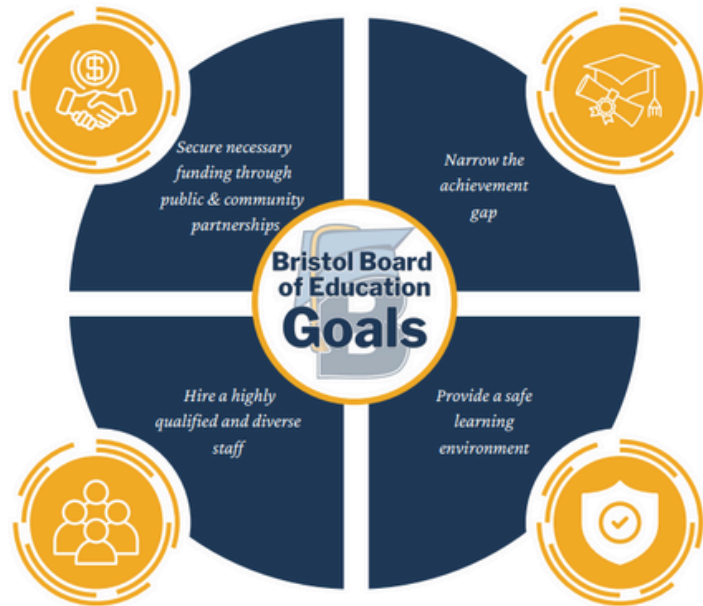 Secure necessary
funding through
public & community
partnerships
Narrow the
achievement
gap
Bristol Board
of Education
Goals
Hire a highly
qualified and diverse
staff
Provide a safe
learning
environment